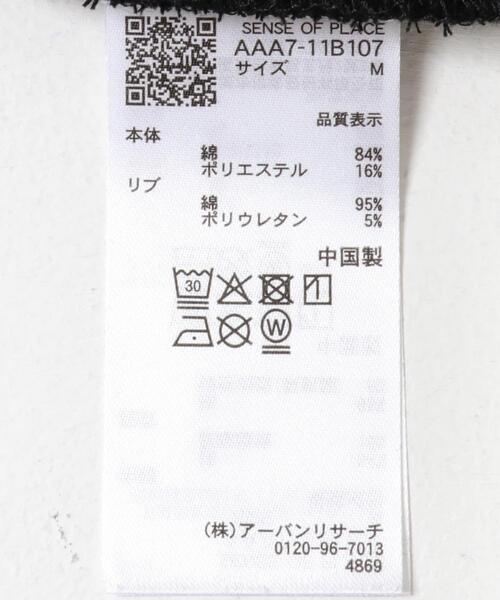 SENSE OF PLACE
AAA7-11B107
サイズ M
品質表示
本体
綿 84%
ポリエステル 16%
リブ
綿 95%
ポリウレタン 5%
中国製
30
W
(株)アーバンリサーチ
0120-96-7013
4869